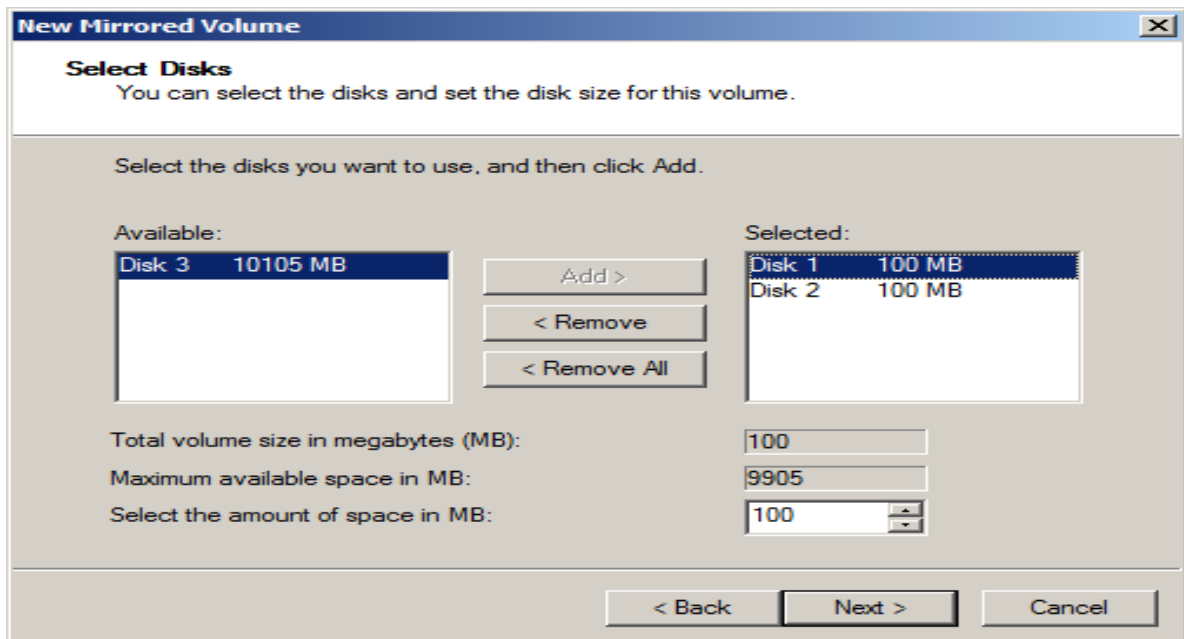 New Mirrored Volume
Select Disks
You can select the disks and set the disk size for this volume.
Select the disks you want to use, and then click Add.
Available:
Disk 3 10105 MB
Add >
< Remove
< Remove All
Selected:
Disk 1 100 MB
Disk 2 100 MB
Total volume size in megabytes (MB): 100
Maximum available space in MB: 9905
Select the amount of space in MB: 100
< Back Next > Cancel